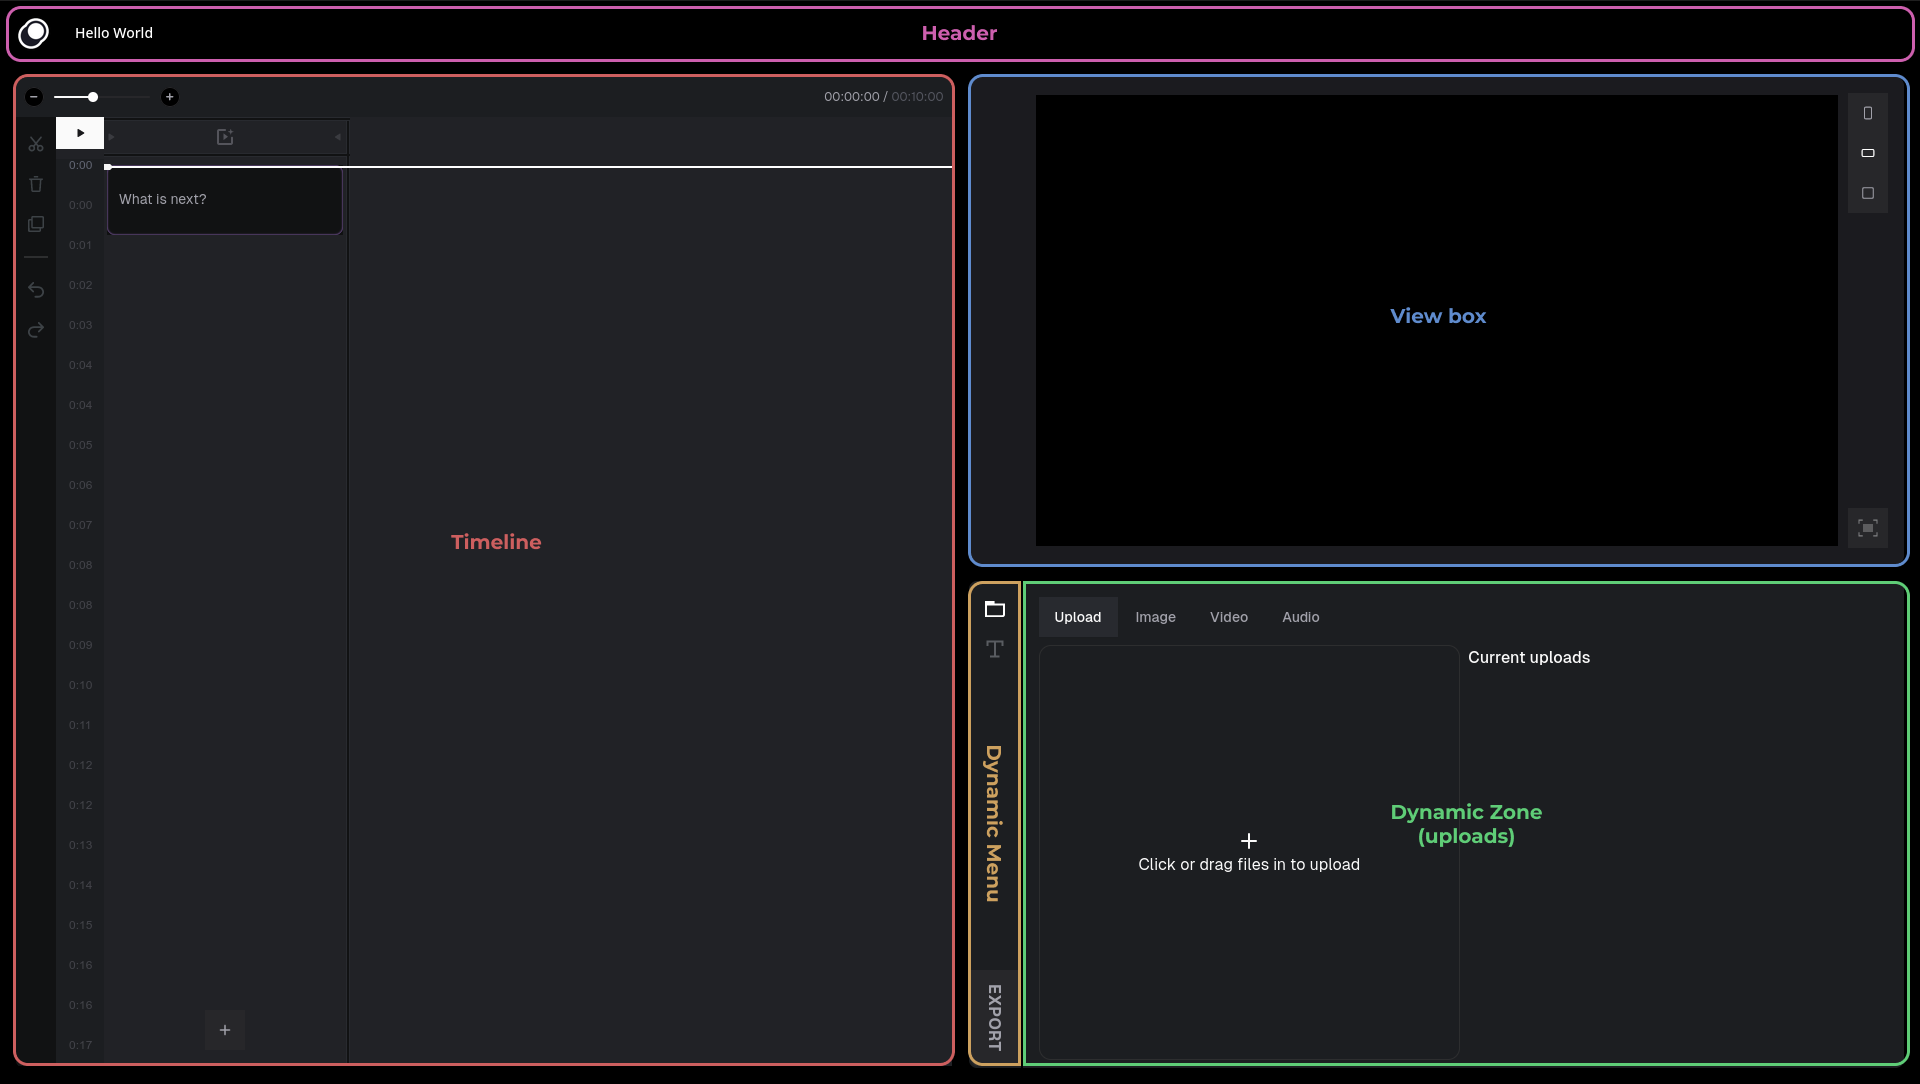 Hello World
Header
00:00:00 / 00:10:00
0:00
What is next?
0:00
0:01
0:02
0:03
0:04
0:04
0:05
0:06
0:07
Timeline
0:08
0:08
0:09
0:10
0:11
0:12
0:12
0:13
0:14
0:15
0:16
0:16
0:17
View box
Dynamic Menu
EXPORT
Upload
Image
Video
Audio
Current uploads
Click or drag files in to upload
Dynamic Zone
(uploads)